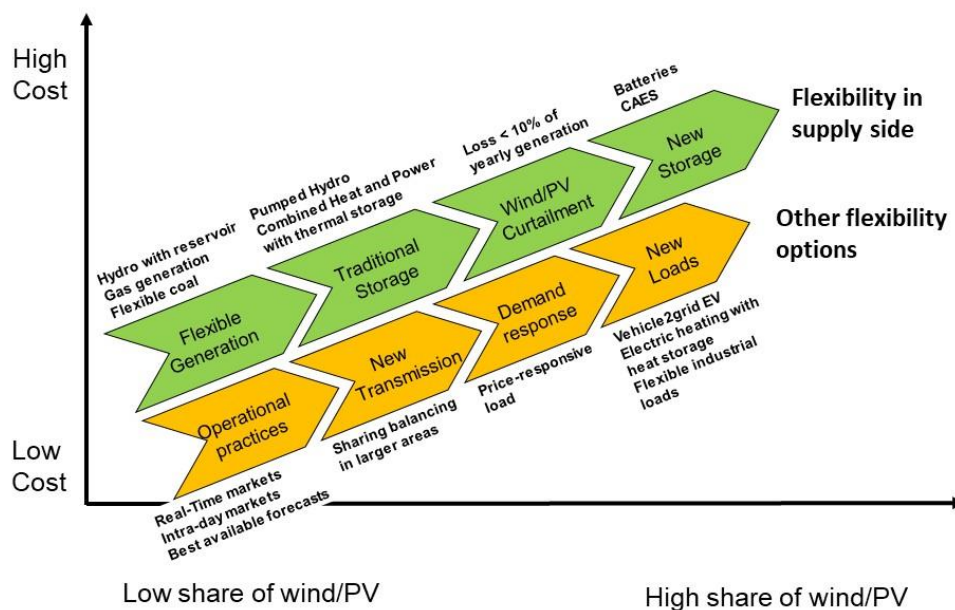 High
Cost
Batteries
CAES
Flexibility in
supply side
Loss < 10% of
yearly generation
New
Storage
Pumped Hydro
Combined Heat and Power
with thermal storage
Wind/PV
Curtailment
Other flexibility
options
Hydro with reservoir
Gas generation
Flexible coal
Traditional
Storage
New
Loads
Flexible
Generation
Demand
response
Vehicle2grid EV
Electric heating with
heat storage
Flexible industrial
loads
New
Transmission
Price-responsive
load
Operational
practices
Sharing balancing
in larger areas
Low
Cost
Real-Time markets
Intra-day markets
Best available forecasts
Low share of wind/PV
High share of wind/PV